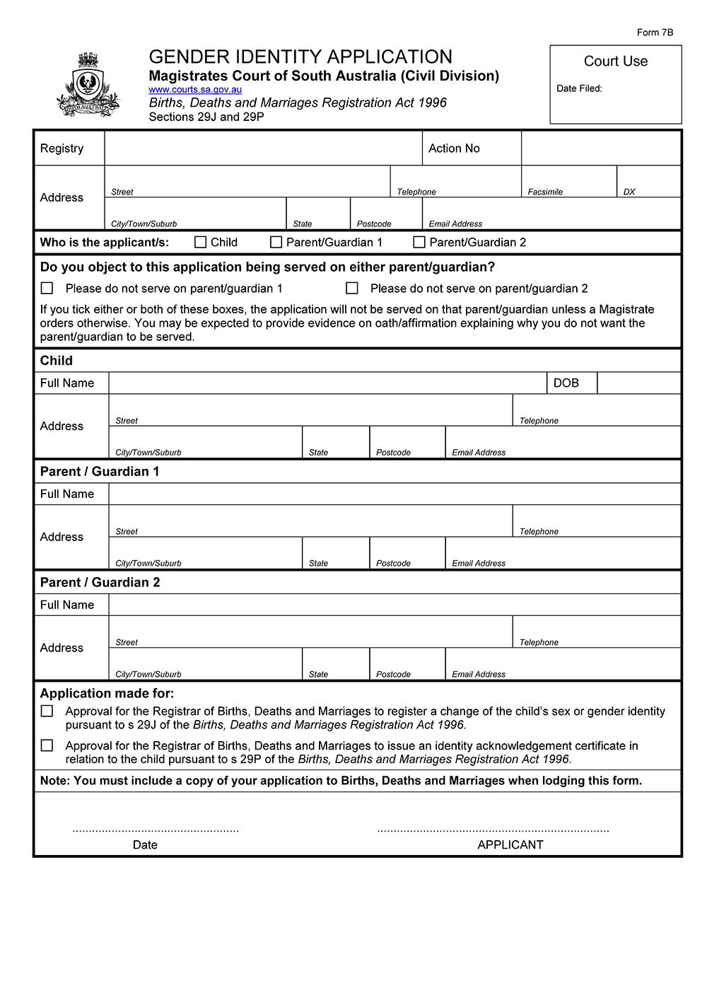 Form 7B
GENDER IDENTITY APPLICATION
Magistrates Court of South Australia (Civil Division)
www.courts.sa.gov.au
Births, Deaths and Marriages Registration Act 1996
Sections 29J and 29P
Court Use
Date Filed:
SOUTH AUSTRALIA
Registry Action No
Address
Street Telephone Facsimile DX
City/Town/Suburb State Postcode Email Address
Who is the applicant/s: Child Parent/Guardian 1 Parent/Guardian 2
Do you object to this application being served on either parent/guardian?
Please do not serve on parent/guardian 1 Please do not serve on parent/guardian 2
If you tick either or both of these boxes, the application will not be served on that parent/guardian unless a Magistrate
orders otherwise. You may be expected to provide evidence on oath/affirmation explaining why you do not want the
parent/guardian to be served.
Child
Full Name DOB
Address
Street Telephone
City/Town/Suburb State Postcode Email Address
Parent / Guardian 1
Full Name
Address
Street Telephone
City/Town/Suburb State Postcode Email Address
Parent / Guardian 2
Full Name
Address
Street Telephone
City/Town/Suburb State Postcode Email Address
Application made for:
Approval for the Registrar of Births, Deaths and Marriages to register a change of the child's sex or gender identity
pursuant to s 29J of the Births, Deaths and Marriages Registration Act 1996.
Approval for the Registrar of Births, Deaths and Marriages to issue an identity acknowledgement certificate in
relation to the child pursuant to s 29P of the Births, Deaths and Marriages Registration Act 1996.
Note: You must include a copy of your application to Births, Deaths and Marriages when lodging this form.
Date APPLICANT